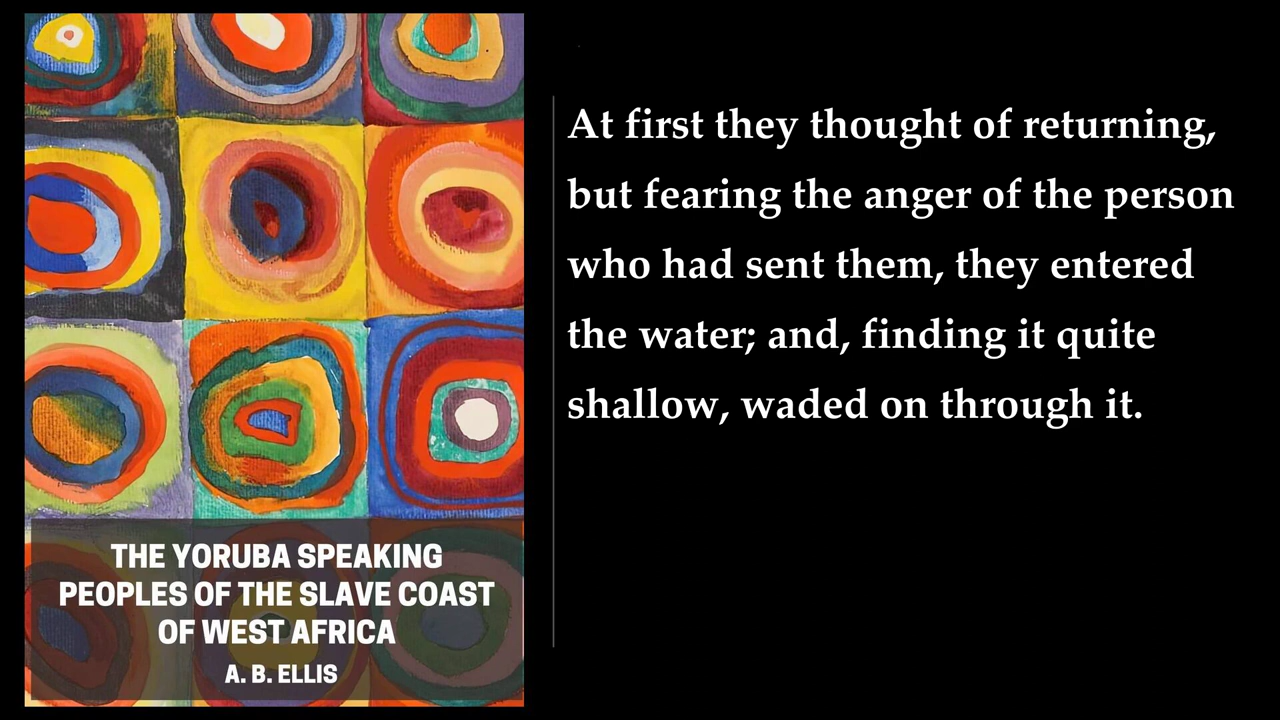 THE YORUBA SPEAKING
PEOPLES OF THE SLAVE COAST
OF WEST AFRICA
A. B. ELLIS
At first they thought of returning,
but fearing the anger of the person
who had sent them, they entered
the water; and, finding it quite
shallow, waded on through it.